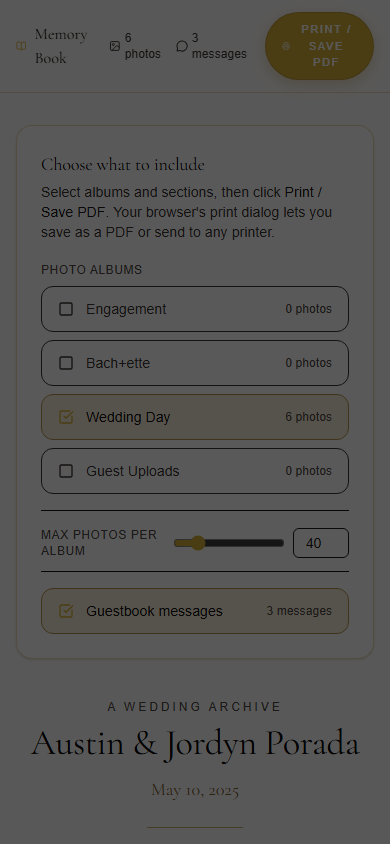 Memory
Book
6
photos
3
messages
PRINT /
SAVE
PDF
Choose what to include
Select albums and sections, then click Print /
Save PDF. Your browser's print dialog lets you
save as a PDF or send to any printer.
PHOTO ALBUMS
Engagement 0 photos
Bach+ette 0 photos
Wedding Day 6 photos
Guest Uploads 0 photos
MAX PHOTOS PER
ALBUM
40
Guestbook messages 3 messages
A WEDDING ARCHIVE
Austin & Jordyn Porada
May 10, 2025